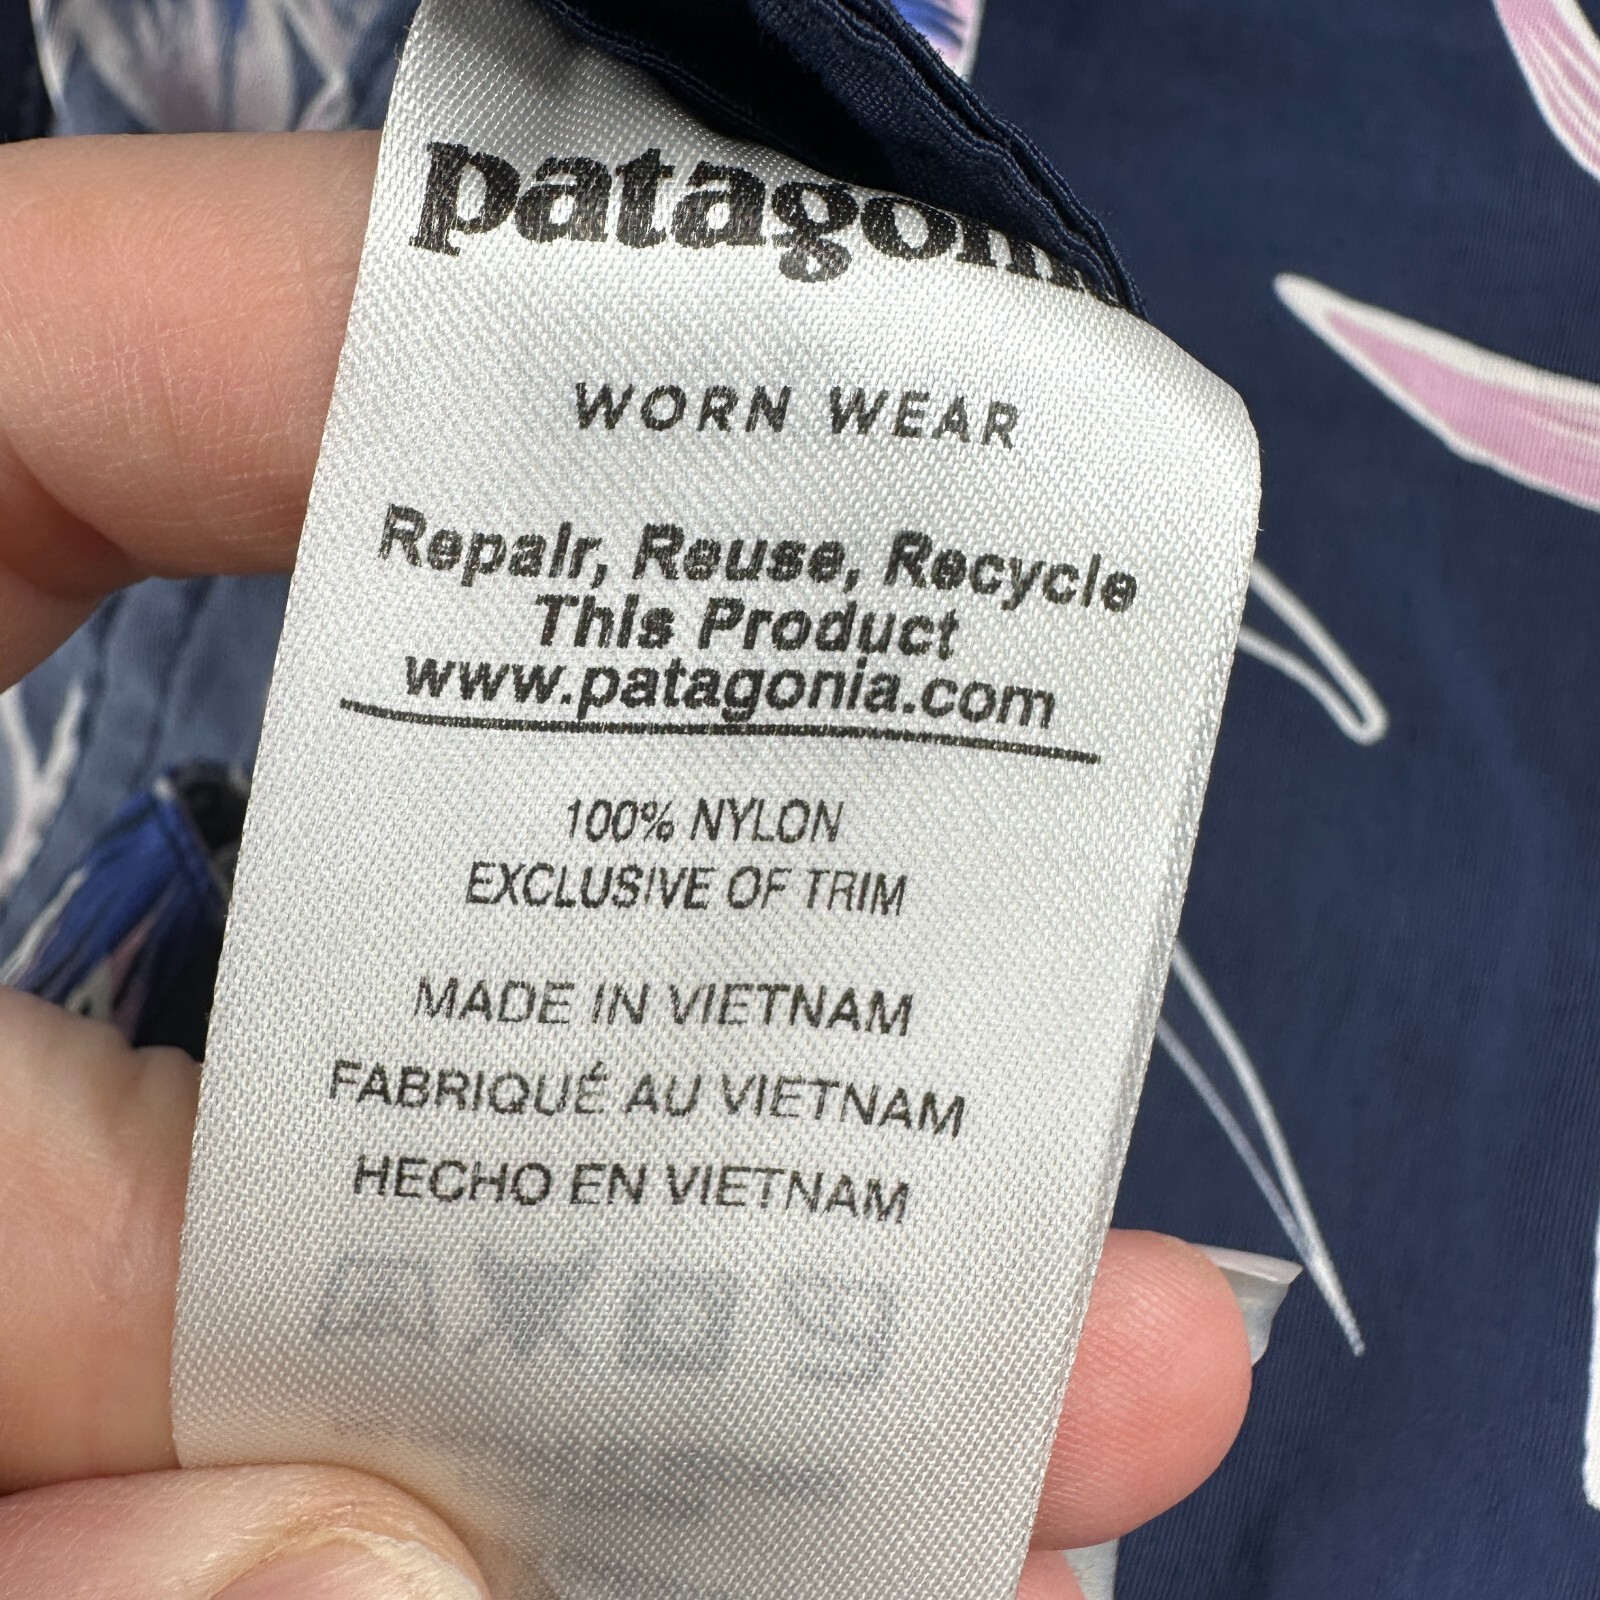 patagoni
WORN WEAR
Repair, Reuse, Recycle
This Product
www.patagonia.com
100% NYLON
EXCLUSIVE OF TRIM
MADE IN VIETNAM
FABRIQUÉ AU VIETNAM
HECHO EN VIETNAM